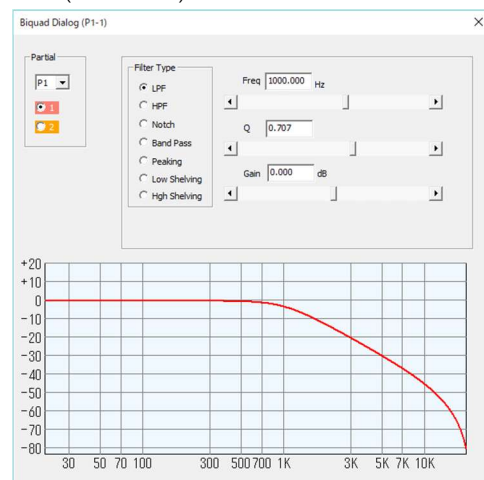 Biquad Dialog (P1-1)
Partial
P1
1
2
Filter Type
LPF
HPF
Notch
Band Pass
Peaking
Low Shelving
Hgh Shelving
Freq 1000.000 Hz
Q 0.707
Gain 0.000 dB
+20
+10
0
-10
-20
-30
-40
-50
-60
-70
-80
30 50 70 100 300 500 700 1K 3K 5K 7K 10K